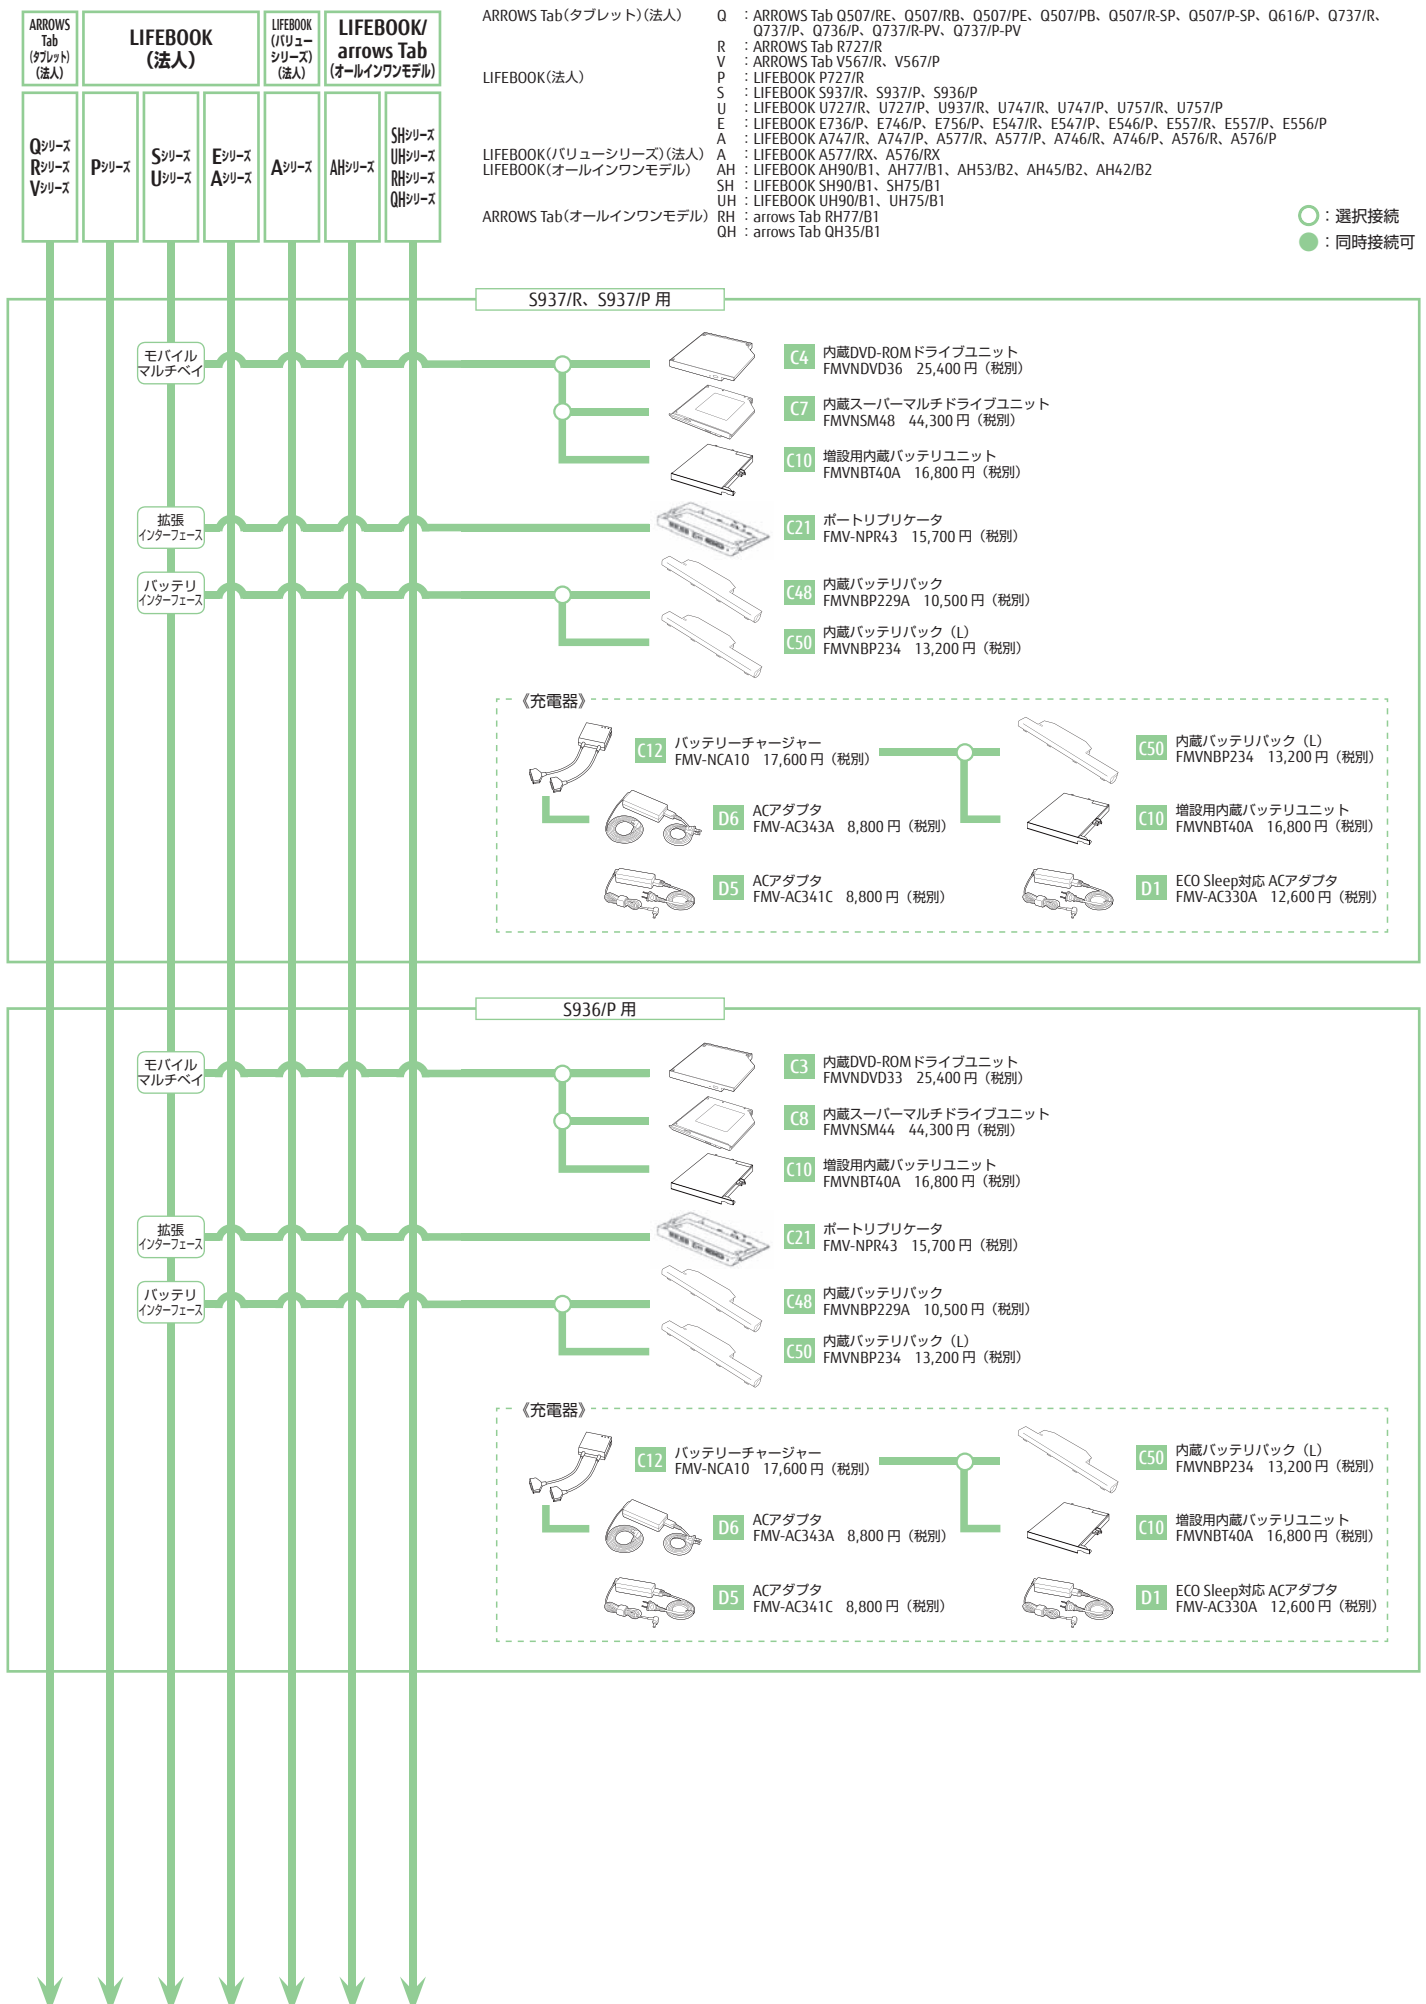 ARROWS
Tab
(タブレット)
(法人)
LIFEBOOK
(法人)
LIFEBOOK
(バリュー
シリーズ)
(法人)
LIFEBOOK/
arrows Tab
(オールインワンモデル)
Qシリーズ
Rシリーズ
Vシリーズ
Pシリーズ
Sシリーズ
Uシリーズ
Eシリーズ
Aシリーズ
Aシリーズ
AHシリーズ
SHシリーズ
UHシリーズ
RHシリーズ
QHシリーズ
ARROWS Tab(タブレット)(法人) Q : ARROWS Tab Q507/RE、Q507/RB、Q507/PE、Q507/PB、Q507/R-SP、Q507/P-SP、Q616/P、Q737/R、
Q737/P、Q736/P、Q737/R-PV、Q737/P-PV
R : ARROWS Tab R727/R
V : ARROWS Tab V567/R、V567/P
LIFEBOOK(法人) P : LIFEBOOK P727/R
S : LIFEBOOK S937/R、S937/P、S936/P
U : LIFEBOOK U727/R、U727/P、U937/R、U747/R、U747/P、U757/R、U757/P
E : LIFEBOOK E736/P、E746/P、E756/P、E547/R、E547/P、E546/P、E557/R、E557/P、E556/P
A : LIFEBOOK A747/R、A747/P、A577/R、A577/P、A746/R、A746/P、A576/R、A576/P
LIFEBOOK(バリューシリーズ)(法人) A : LIFEBOOK A577/RX、A576/RX
LIFEBOOK(オールインワンモデル) AH : LIFEBOOK AH90/B1、AH77/B1、AH53/B2、AH45/B2、AH42/B2
SH : LIFEBOOK SH90/B1、SH75/B1
UH : LIFEBOOK UH90/B1、UH75/B1
ARROWS Tab(オールインワンモデル) RH : arrows Tab RH77/B1
QH : arrows Tab QH35/B1
：選択接続
：同時接続可
S937/R、S937/P 用
モバイル
マルチベイ
C4 内蔵DVD-ROMドライブユニット
FMVNDVD36 25,400 円（税別）
C7 内蔵スーパーマルチドライブユニット
FMVNSM48 44,300 円（税別）
C10 増設用内蔵バッテリユニット
FMVNBT40A 16,800 円（税別）
拡張
インターフェース
C21 ポートリプリケータ
FMV-NPR43 15,700 円（税別）
バッテリ
インターフェース
C48 内蔵バッテリパック
FMVNBP229A 10,500 円（税別）
C50 内蔵バッテリパック（L）
FMVNBP234 13,200 円（税別）
《充電器》
C12 バッテリーチャージャー
FMV-NCA10 17,600 円（税別）
C50 内蔵バッテリパック（L）
FMVNBP234 13,200 円（税別）
D6 ACアダプタ
FMV-AC343A 8,800 円（税別）
C10 増設用内蔵バッテリユニット
FMVNBT40A 16,800 円（税別）
D5 ACアダプタ
FMV-AC341C 8,800 円（税別）
D1 ECO Sleep対応 ACアダプタ
FMV-AC330A 12,600 円（税別）
S936/P 用
モバイル
マルチベイ
C3 内蔵DVD-ROMドライブユニット
FMVNDVD33 25,400 円（税別）
C8 内蔵スーパーマルチドライブユニット
FMVNSM44 44,300 円（税別）
C10 増設用内蔵バッテリユニット
FMVNBT40A 16,800 円（税別）
拡張
インターフェース
C21 ポートリプリケータ
FMV-NPR43 15,700 円（税別）
バッテリ
インターフェース
C48 内蔵バッテリパック
FMVNBP229A 10,500 円（税別）
C50 内蔵バッテリパック（L）
FMVNBP234 13,200 円（税別）
《充電器》
C12 バッテリーチャージャー
FMV-NCA10 17,600 円（税別）
C50 内蔵バッテリパック（L）
FMVNBP234 13,200 円（税別）
D6 ACアダプタ
FMV-AC343A 8,800 円（税別）
C10 増設用内蔵バッテリユニット
FMVNBT40A 16,800 円（税別）
D5 ACアダプタ
FMV-AC341C 8,800 円（税別）
D1 ECO Sleep対応 ACアダプタ
FMV-AC330A 12,600 円（税別）